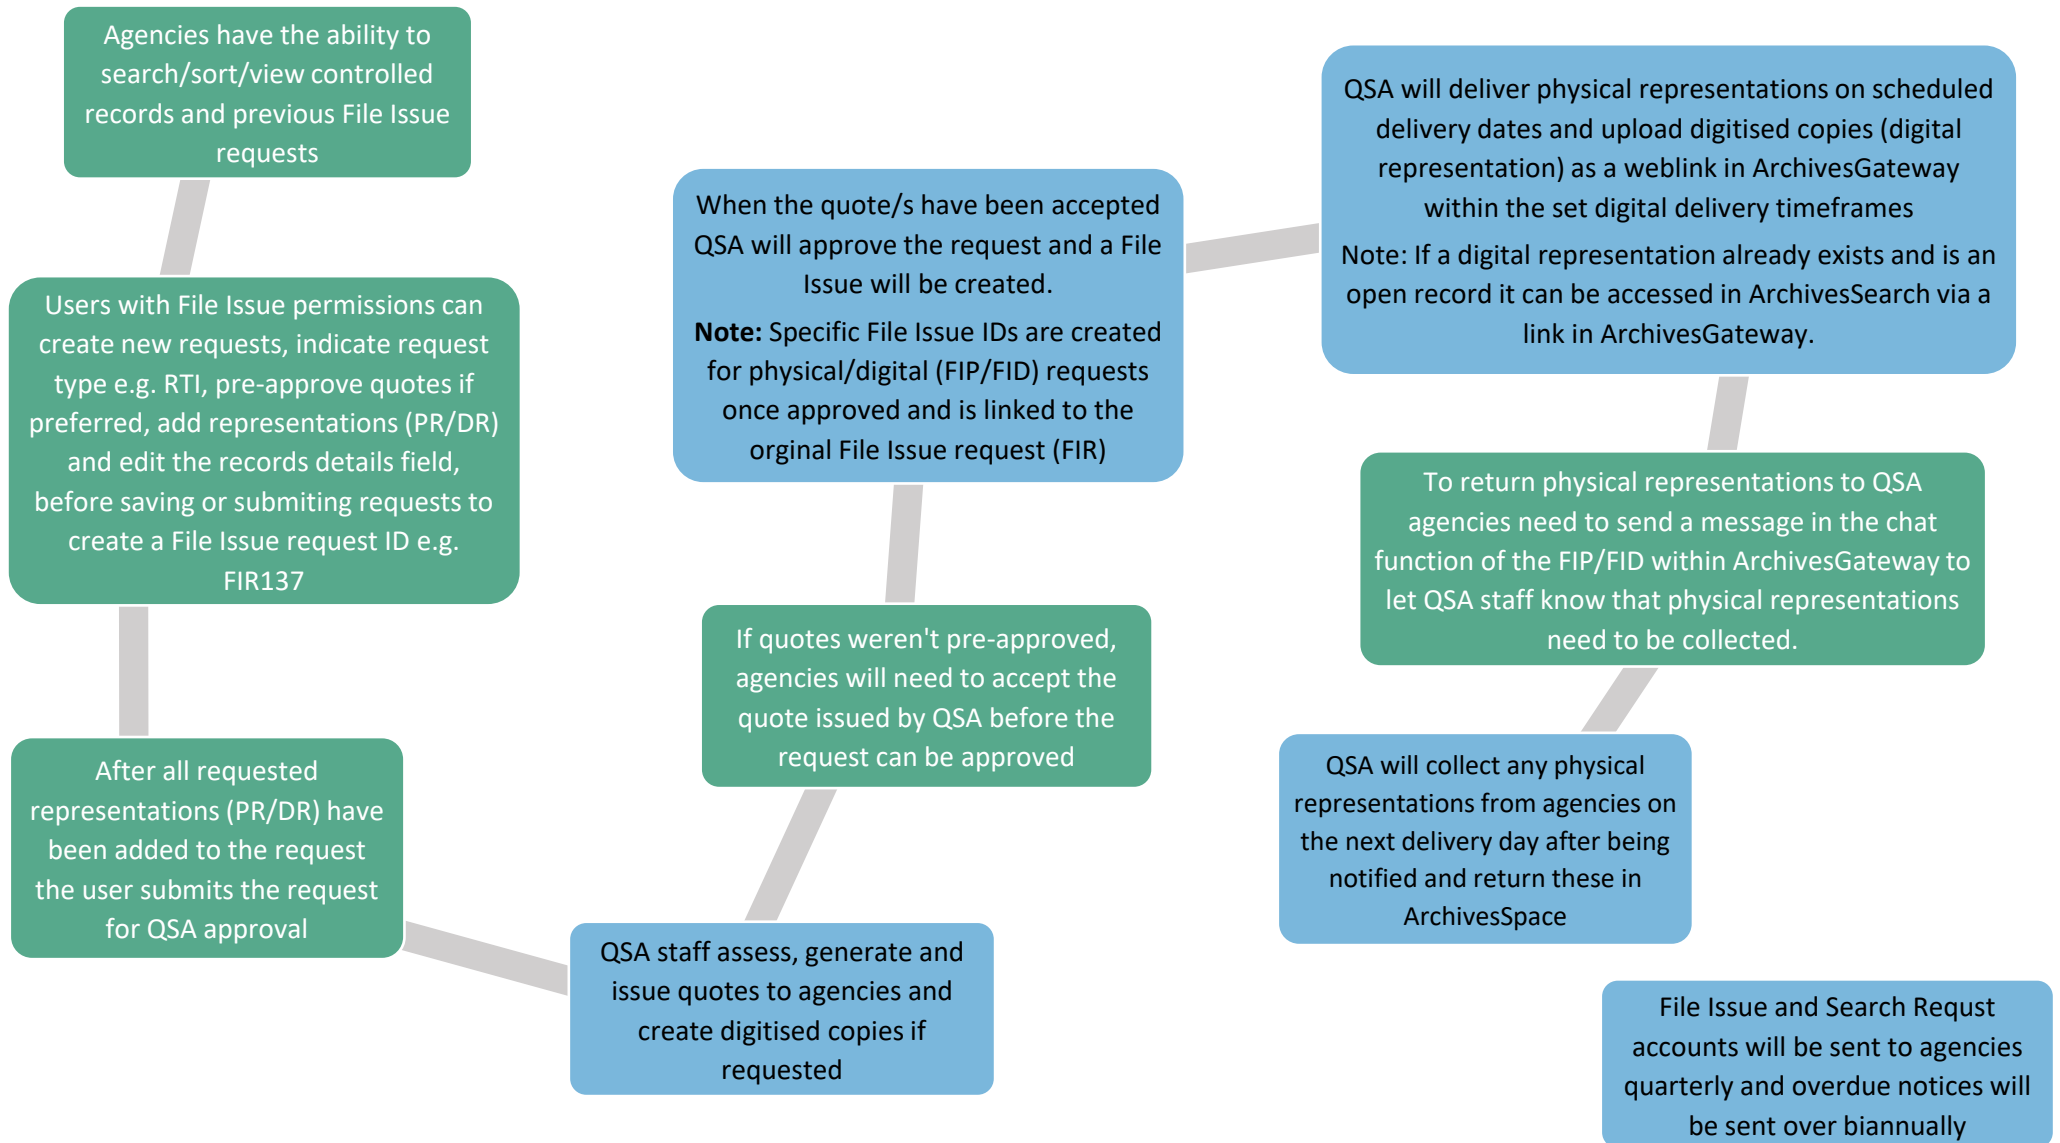 Agencies have the ability to
search/sort/view controlled
records and previous File Issue
requests
Users with File Issue permissions can
create new requests, indicate request
type e.g. RTI, pre-approve quotes if
preferred, add representations (PR/DR)
and edit the records details field,
before saving or submiting requests to
create a File Issue request ID e.g.
FIR137
After all requested
representations (PR/DR) have
been added to the request
the user submits the request
for QSA approval
QSA staff assess, generate and
issue quotes to agencies and
create digitised copies if
requested
If quotes weren't pre-approved,
agencies will need to accept the
quote issued by QSA before the
request can be approved
When the quote/s have been accepted
QSA will approve the request and a File
Issue will be created.
Note: Specific File Issue IDs are created
for physical/digital (FIP/FID) requests
once approved and is linked to the
orginal File Issue request (FIR)
QSA will deliver physical representations on scheduled
delivery dates and upload digitised copies (digital
representation) as a weblink in ArchivesGateway
within the set digital delivery timeframes
Note: If a digital representation already exists and is an
open record it can be accessed in ArchivesSearch via a
link in ArchivesGateway.
To return physical representations to QSA
agencies need to send a message in the chat
function of the FIP/FID within ArchivesGateway to
let QSA staff know that physical representations
need to be collected.
QSA will collect any physical
representations from agencies on
the next delivery day after being
notified and return these in
ArchivesSpace
File Issue and Search Requst
accounts will be sent to agencies
quarterly and overdue notices will
be sent over biannually